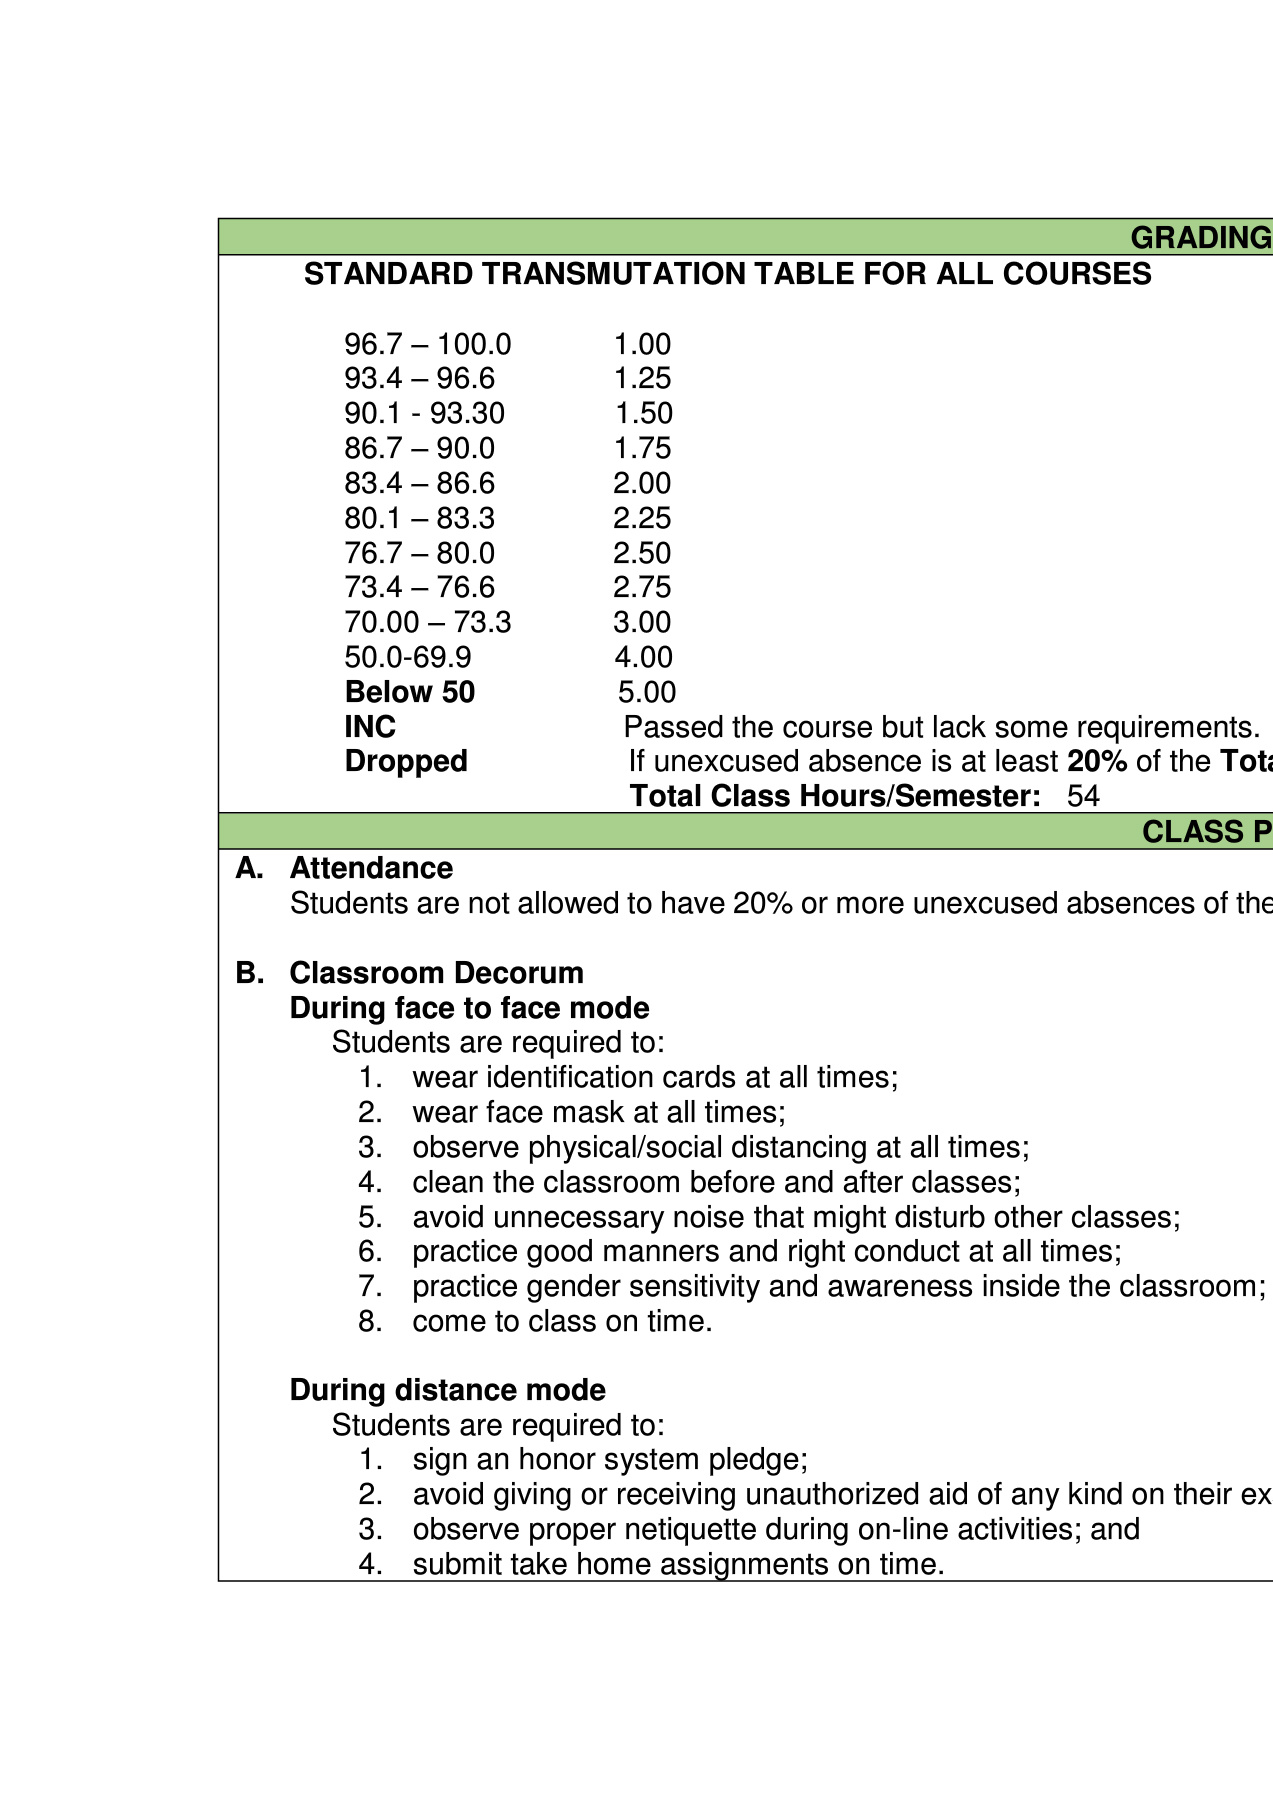 GRADING
STANDARD TRANSMUTATION TABLE FOR ALL COURSES
96.7 – 100.0 1.00
93.4 – 96.6 1.25
90.1 - 93.30 1.50
86.7 – 90.0 1.75
83.4 – 86.6 2.00
80.1 – 83.3 2.25
76.7 – 80.0 2.50
73.4 – 76.6 2.75
70.00 – 73.3 3.00
50.0-69.9 4.00
Below 50 5.00
INC Passed the course but lack some requirements.
Dropped If unexcused absence is at least 20% of the
Total Class Hours/Semester: 54
CLASS P
A. Attendance
Students are not allowed to have 20% or more unexcused absences of the
B. Classroom Decorum
During face to face mode
Students are required to:
1. wear identification cards at all times;
2. wear face mask at all times;
3. observe physical/social distancing at all times;
4. clean the classroom before and after classes;
5. avoid unnecessary noise that might disturb other classes;
6. practice good manners and right conduct at all times;
7. practice gender sensitivity and awareness inside the classroom;
8. come to class on time.
During distance mode
Students are required to:
1. sign an honor system pledge;
2. avoid giving or receiving unauthorized aid of any kind on their ex
3. observe proper netiquette during on-line activities; and
4. submit take home assignments on time.